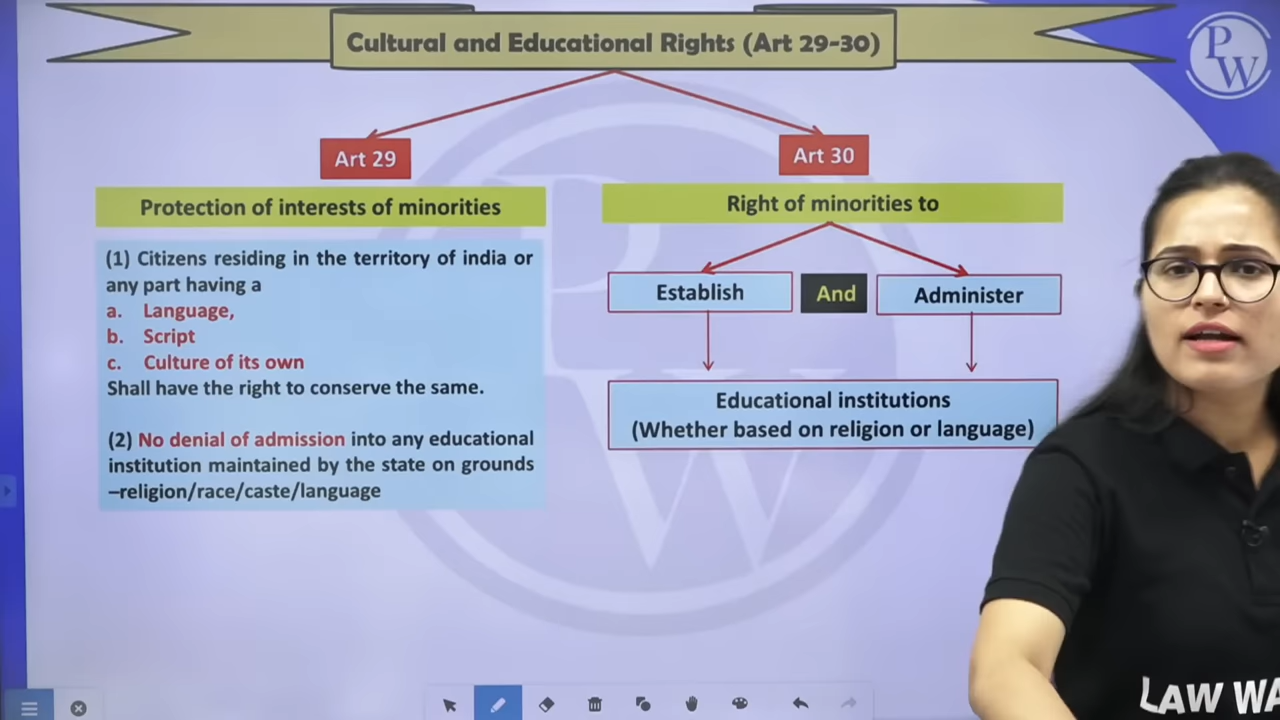 Cultural and Educational Rights (Art 29-30)
PW
Art 29
Art 30
Protection of interests of minorities
Right of minorities to
(1) Citizens residing in the territory of india or
any part having a
a. Language,
b. Script
c. Culture of its own
Shall have the right to conserve the same.
(2) No denial of admission into any educational
institution maintained by the state on grounds
–religion/race/caste/language
Establish
And
Administer
Educational institutions
(Whether based on religion or language)
PW
LAW WA